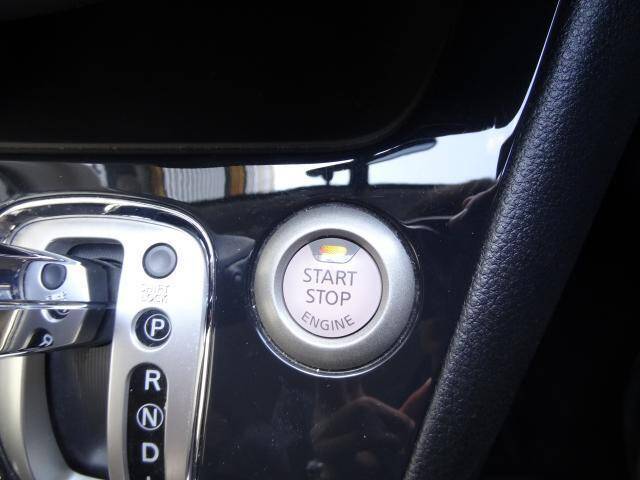 START
STOP
ENGINE
SHIFT
LOCK
P
R
N
D